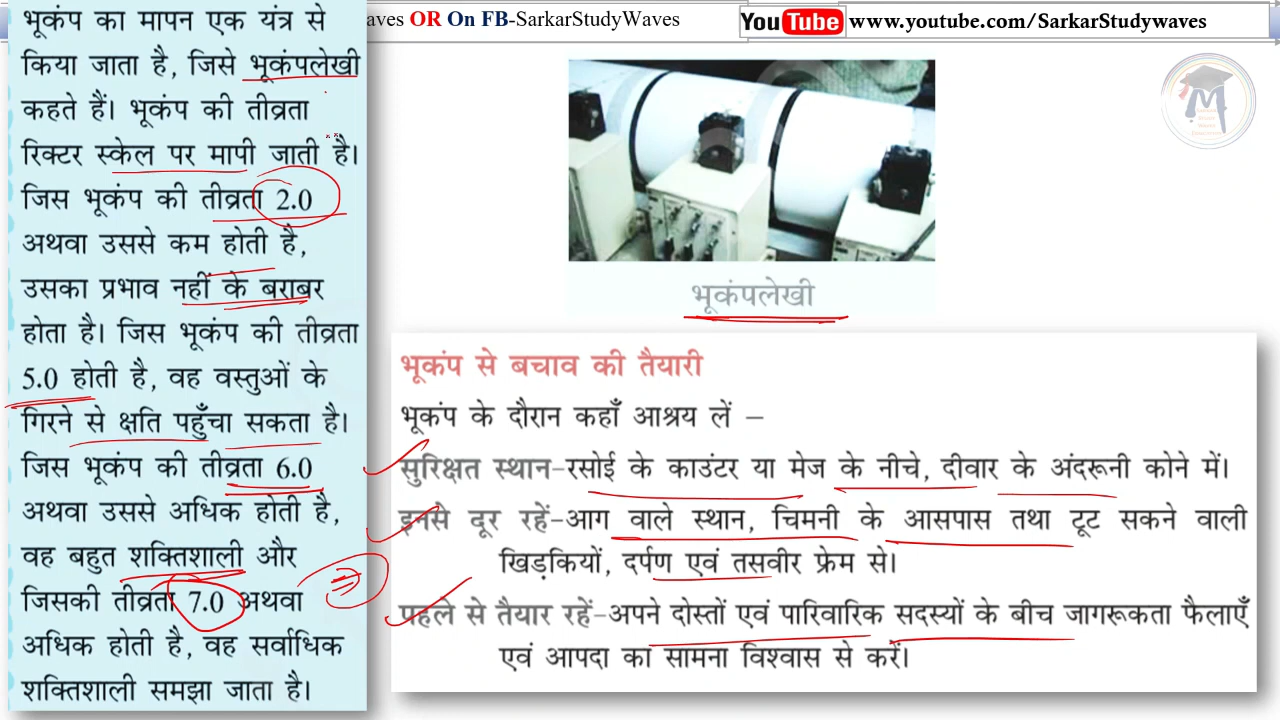 भूकंप का मापन एक यंत्र से
किया जाता है, जिसे भूकंपलेखी
कहते हैं। भूकंप की तीव्रता
रिक्टर स्केल पर मापी जाती है।
जिस भूकंप की तीव्रता 2.0
अथवा उससे कम होती है,
उसका प्रभाव नहीं के बराबर
होता है। जिस भूकंप की तीव्रता
5.0 होती है, वह वस्तुओं के
गिरने से क्षति पहुँचा सकता है।
जिस भूकंप की तीव्रता 6.0
अथवा उससे अधिक होती है,
वह बहुत शक्तिशाली और
जिसकी तीव्रता 7.0 अथवा
अधिक होती है, वह सर्वाधिक
शक्तिशाली समझा जाता है।
aves OR On FB-SarkarStudyWaves
YouTube www.youtube.com/SarkarStudywaves
भूकंपलेखी
भूकंप से बचाव की तैयारी
भूकंप के दौरान कहाँ आश्रय लें –
सुरिक्षत स्थान-रसोई के काउंटर या मेज के नीचे, दीवार के अंदरूनी कोने में।
इनसे दूर रहें-आग वाले स्थान, चिमनी के आसपास तथा टूट सकने वाली
खिड़कियों, दर्पण एवं तसवीर फ्रेम से।
पहले से तैयार रहें-अपने दोस्तों एवं पारिवारिक सदस्यों के बीच जागरूकता फैलाएँ
एवं आपदा का सामना विश्वास से करें।